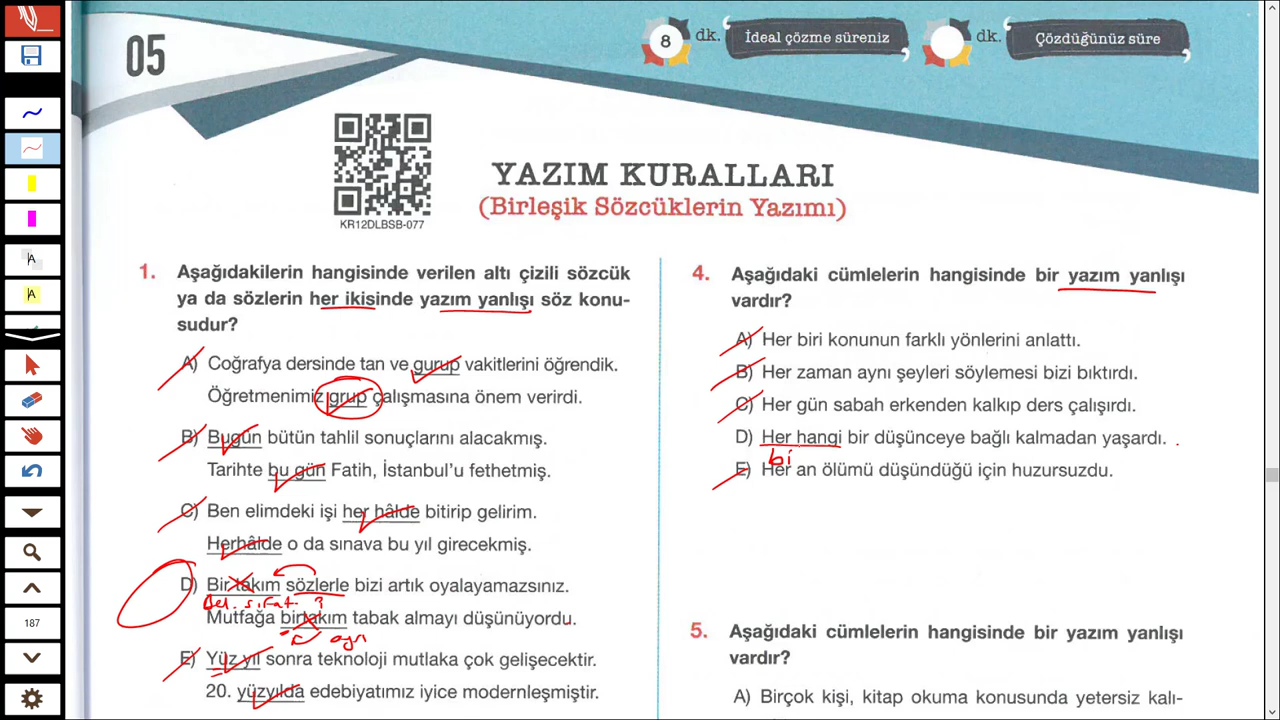 05
8 dk. İdeal çözme süreniz
dk. Çözdüğünüz süre
KR12DLBSB-077
YAZIM KURALLARI
(Birleşik Sözcüklerin Yazımı)
1. Aşağıdakilerin hangisinde verilen altı çizili sözcük
ya da sözlerin her ikisinde yazım yanlışı söz konu-
sudur?
A) Coğrafya dersinde tan ve gurup vakitlerini öğrendik.
Öğretmenimiz grup çalışmasına önem verirdi.
B) Bugün bütün tahlil sonuçlarını alacakmış.
Tarihte bu gün Fatih, İstanbul'u fethetmiş.
C) Ben elimdeki işi her hâlde bitirip gelirim.
Herhâlde o da sınava bu yıl girecekmiş.
D) Bir takım sözlerle bizi artık oyalayamazsınız.
Bel. sıfat. ?
Mutfağa birtakım tabak almayı düşünüyordu.
ayrı
E) Yüz yıl sonra teknoloji mutlaka çok gelişecektir.
20. yüzyılda edebiyatımız iyice modernleşmiştir.
4. Aşağıdaki cümlelerin hangisinde bir yazım yanlışı
vardır?
A) Her biri konunun farklı yönlerini anlattı.
B) Her zaman aynı şeyleri söylemesi bizi bıktırdı.
C) Her gün sabah erkenden kalkıp ders çalışırdı.
D) Her hangi bir düşünceye bağlı kalmadan yaşardı.
bi
E) Her an ölümü düşündüğü için huzursuzdu.
5. Aşağıdaki cümlelerin hangisinde bir yazım yanlışı
vardır?
A) Birçok kişi, kitap okuma konusunda yetersiz kalı-
A
A
187